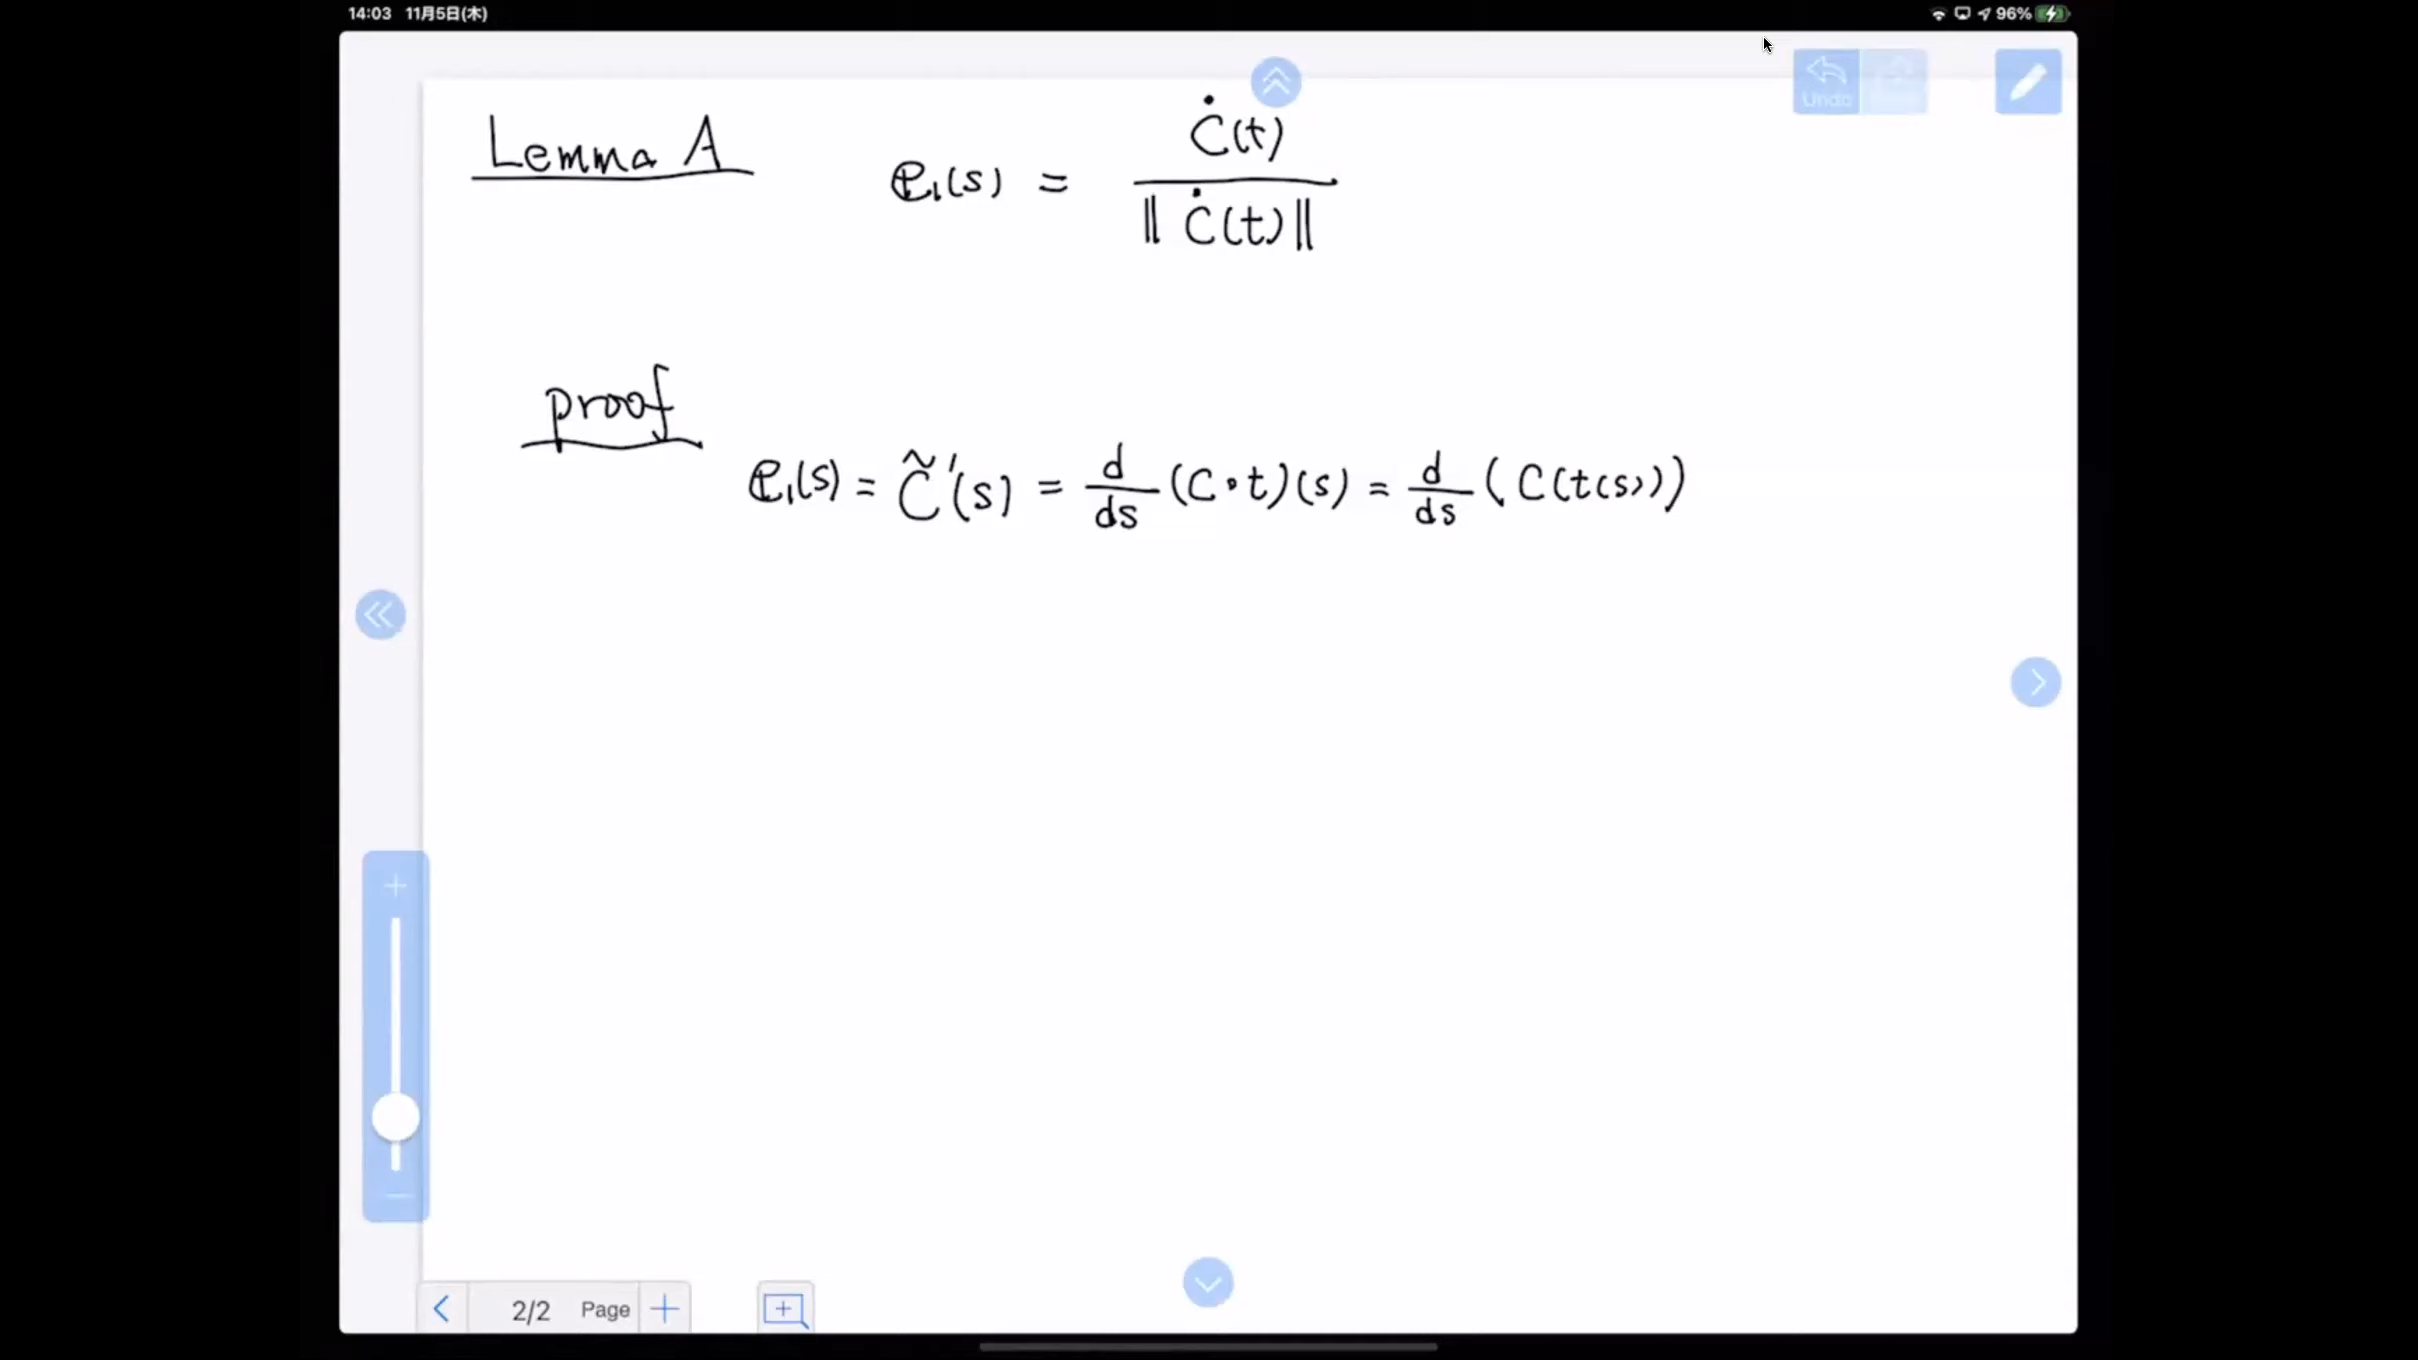 14:03 11月5日(木) 96%
Undo
Lemma A e₁(s) = Ċ(t) / ‖Ċ(t)‖
proof
e₁(s) = C̃'(s) = d/ds (C∘t)(s) = d/ds (C(t(s)))
2/2 Page